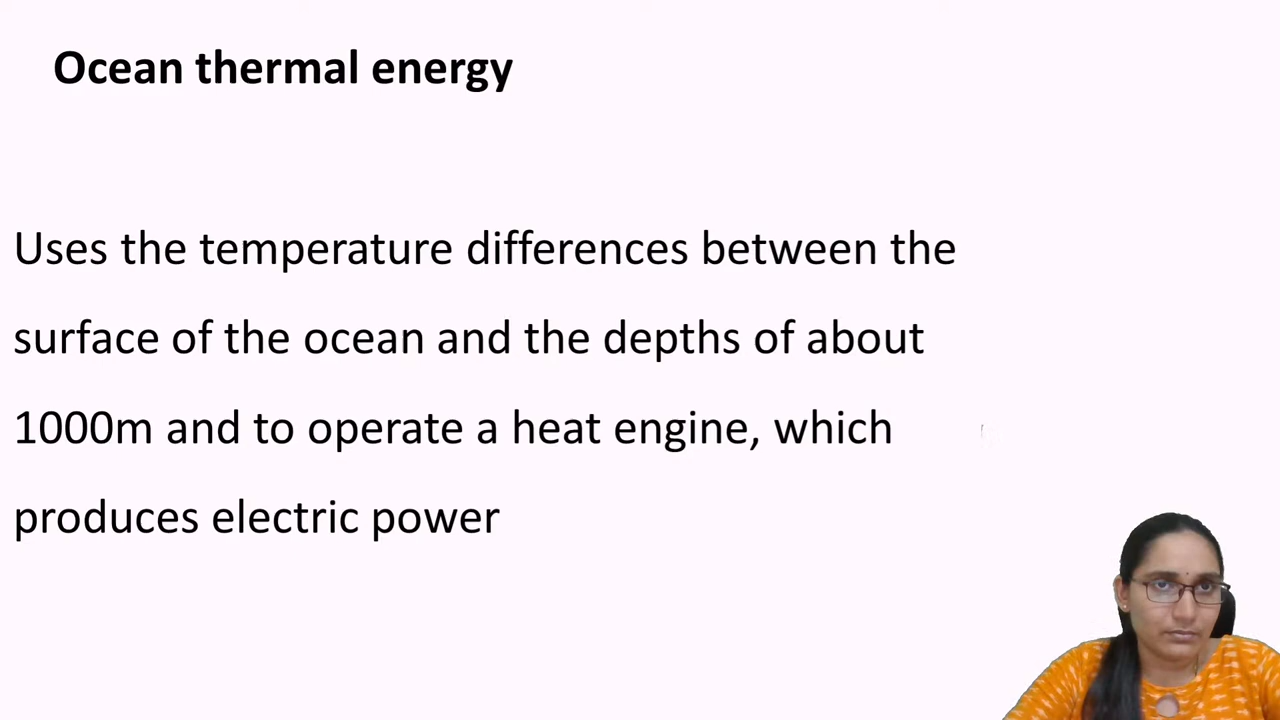 Ocean thermal energy
Uses the temperature differences between the
surface of the ocean and the depths of about
1000m and to operate a heat engine, which
produces electric power